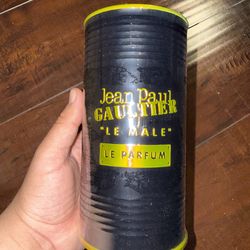 Jean Paul
GAULTIER
"LE MALE"
LE PARFUM